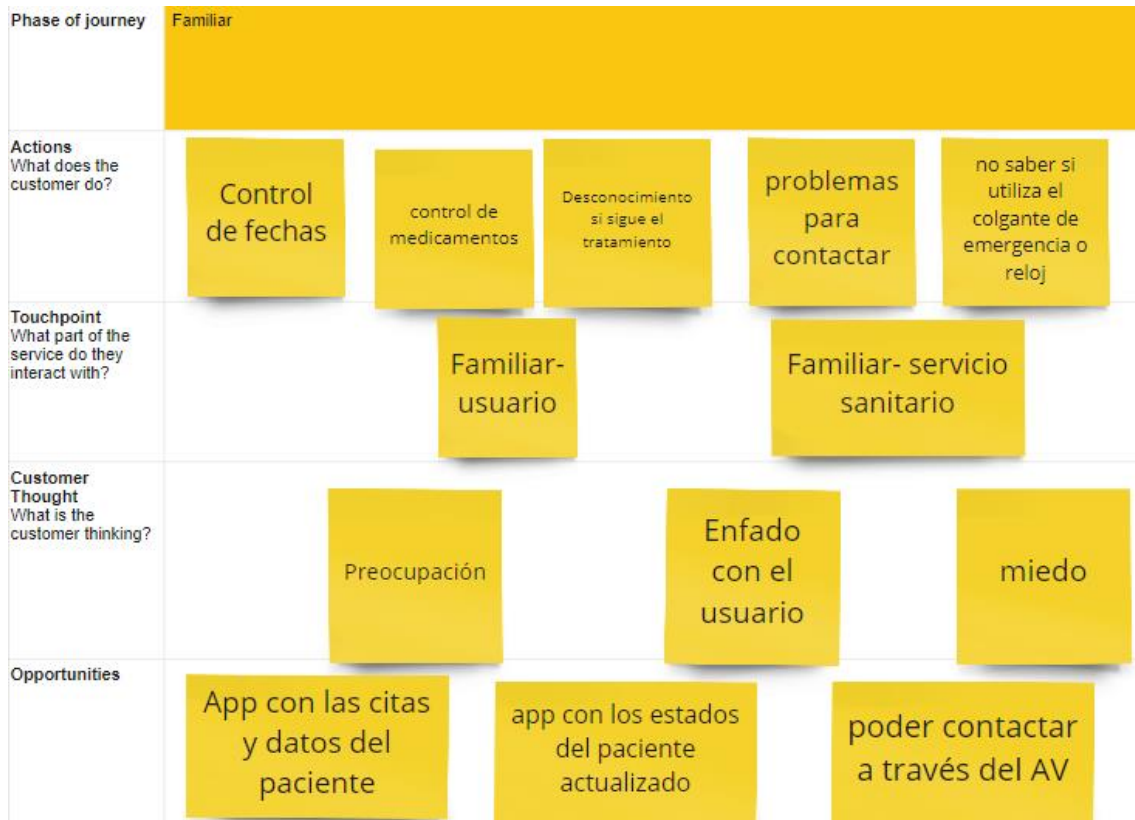 Phase of journey
Familiar
Actions
What does the
customer do?
Control
de fechas
control de
medicamentos
Desconocimiento
si sigue el
tratamiento
problemas
para
contactar
no saber si
utiliza el
colgante de
emergencia o
reloj
Touchpoint
What part of the
service do they
interact with?
Familiar-
usuario
Familiar- servicio
sanitario
Customer
Thought
What is the
customer thinking?
Preocupación
Enfado
con el
usuario
miedo
Opportunities
App con las citas
y datos del
paciente
app con los estados
del paciente
actualizado
poder contactar
a través del AV